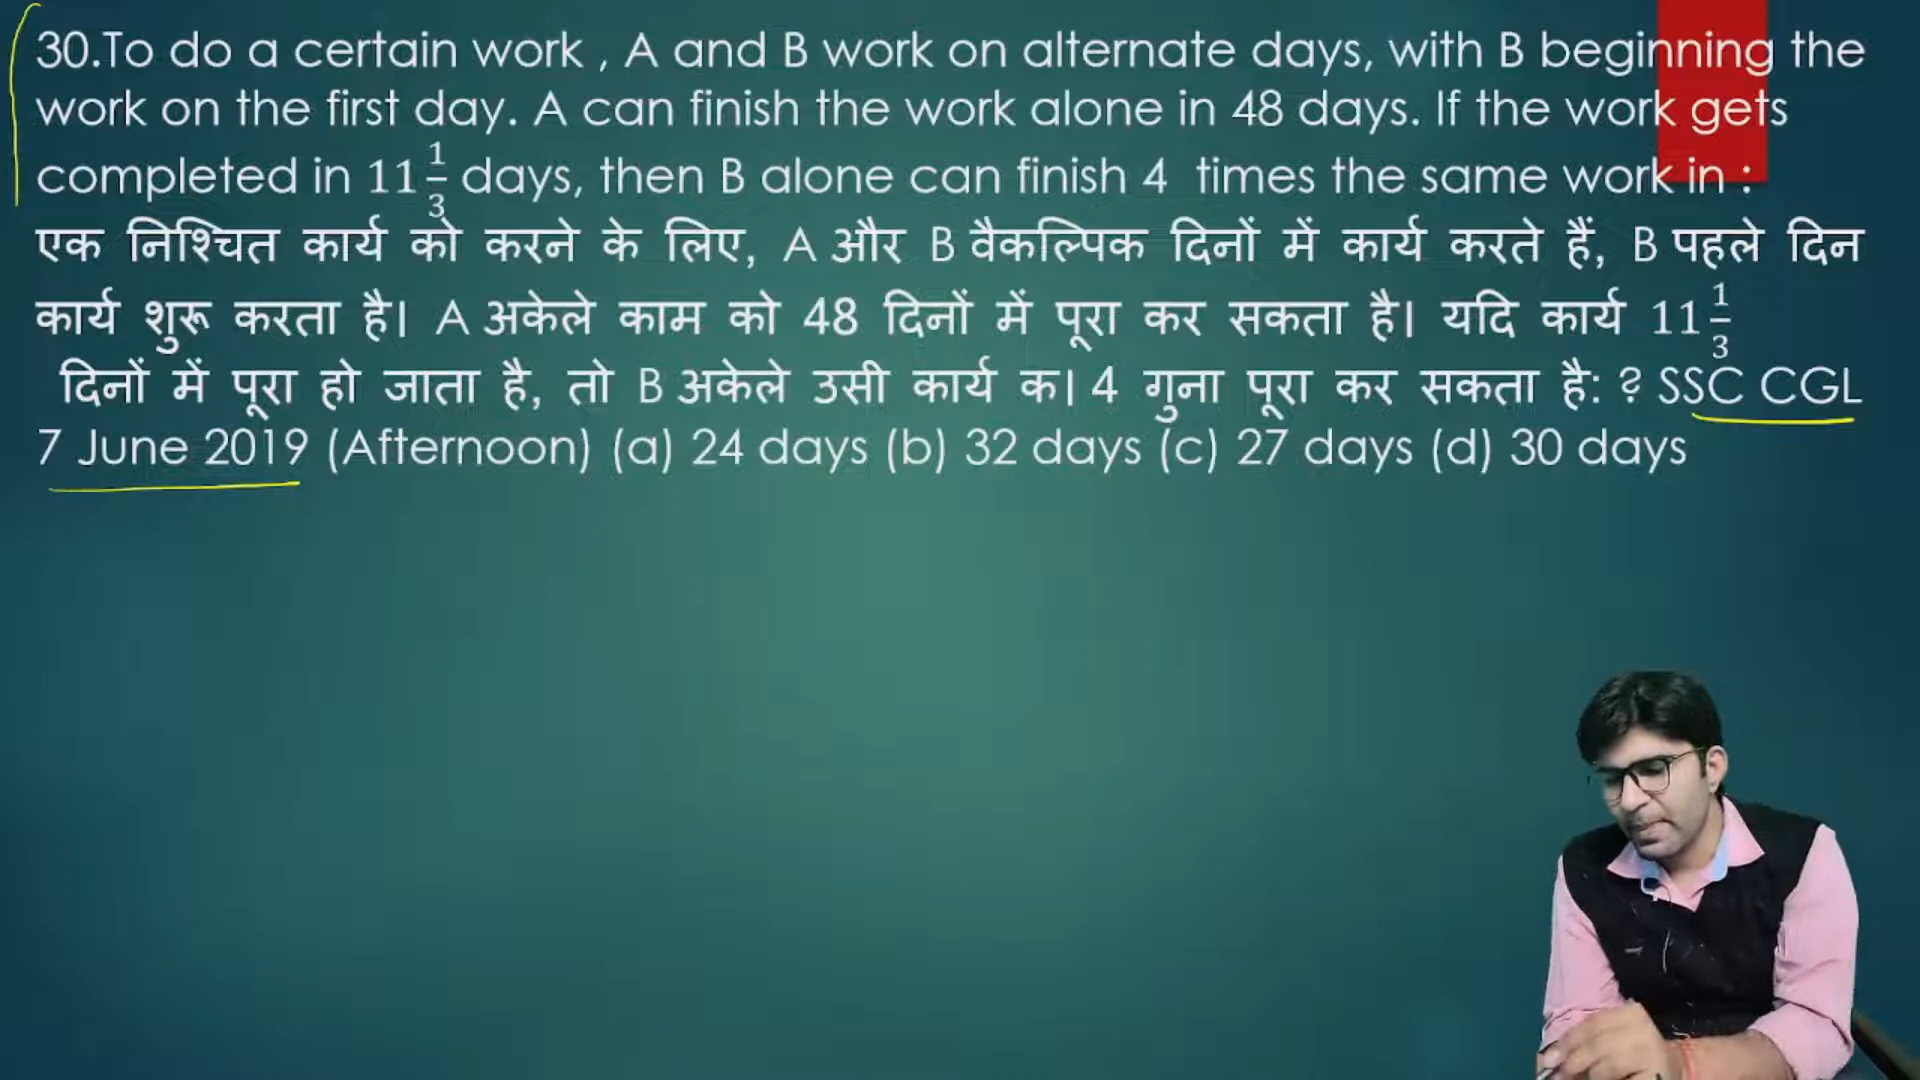 30.To do a certain work , A and B work on alternate days, with B beginning the
work on the first day. A can finish the work alone in 48 days. If the work gets
completed in 11 1/3 days, then B alone can finish 4 times the same work in :
एक निश्चित कार्य को करने के लिए, A और B वैकल्पिक दिनों में कार्य करते हैं, B पहले दिन
कार्य शुरू करता है। A अकेले काम को 48 दिनों में पूरा कर सकता है। यदि कार्य 11 1/3
दिनों में पूरा हो जाता है, तो B अकेले उसी कार्य क। 4 गुना पूरा कर सकता है: ? SSC CGL
7 June 2019 (Afternoon) (a) 24 days (b) 32 days (c) 27 days (d) 30 days